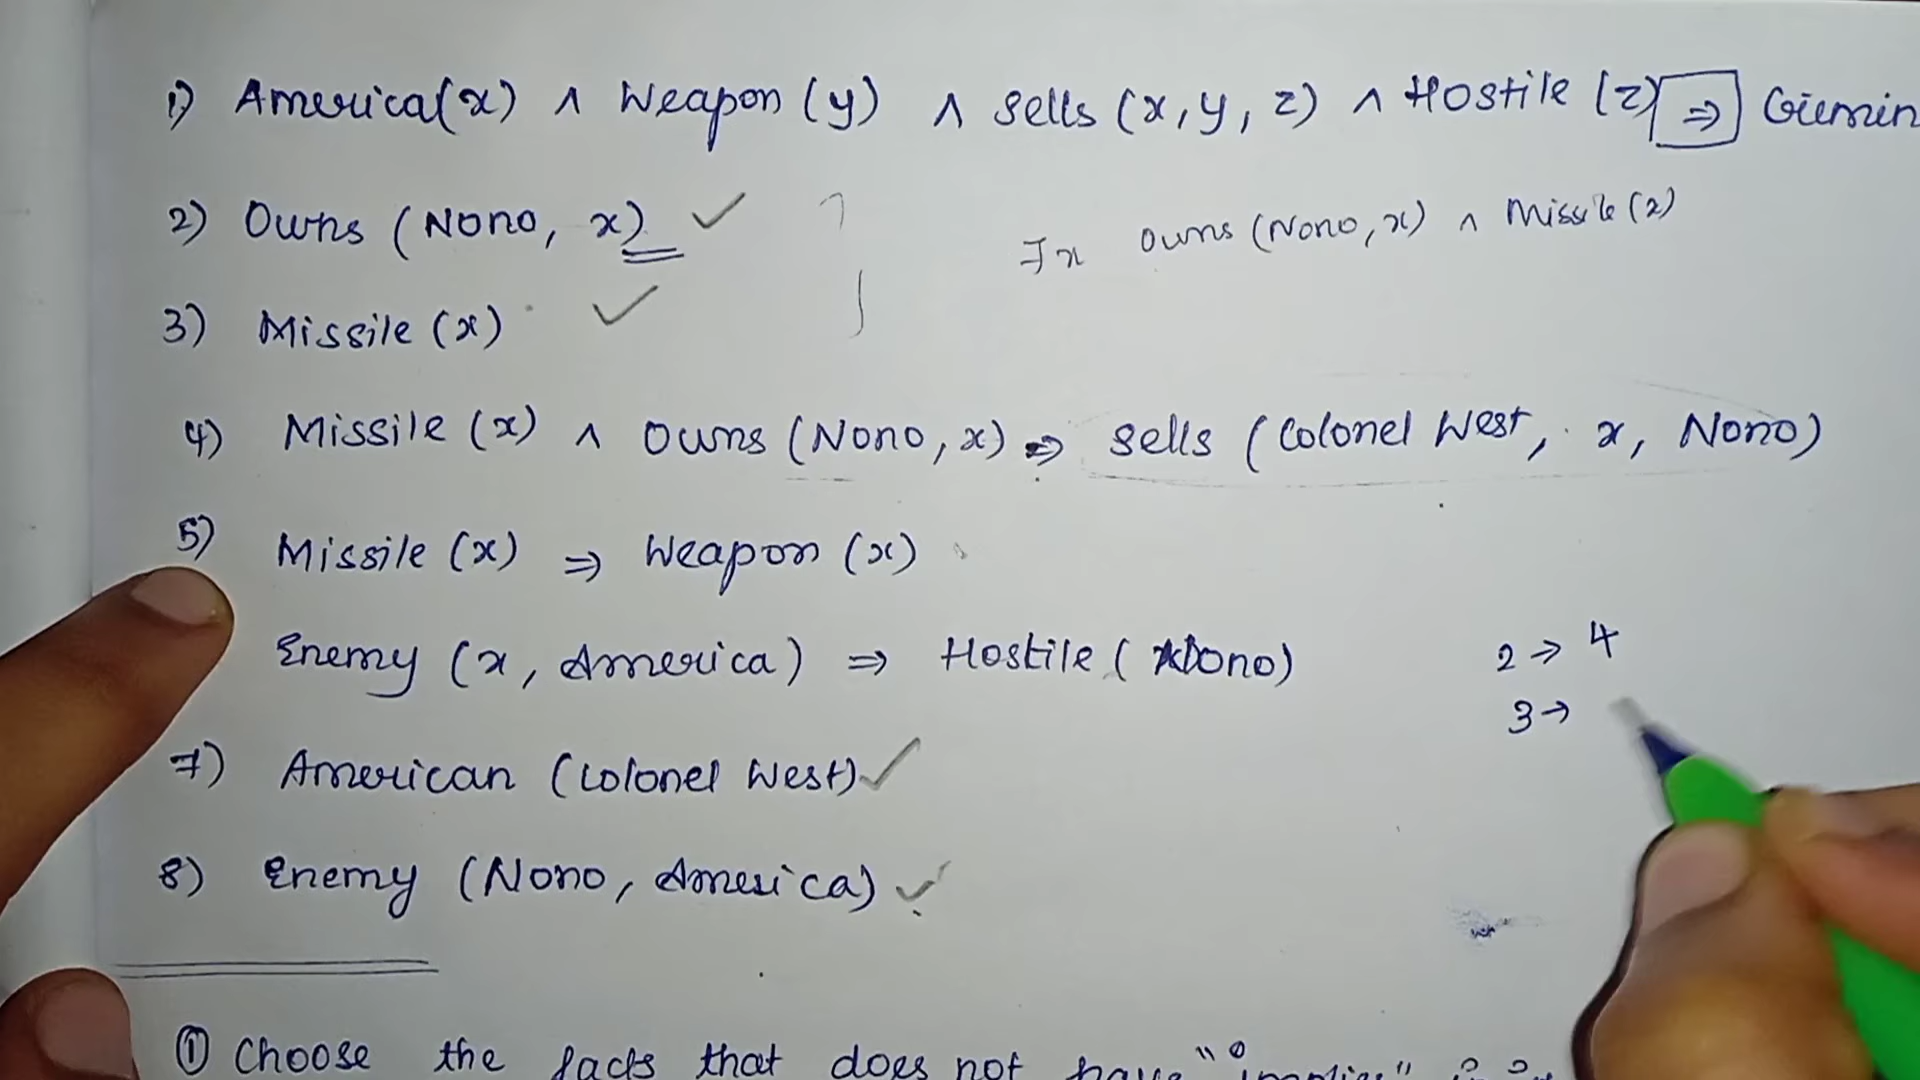 1) America(x) ∧ Weapon (y) ∧ Sells (x, y, z) ∧ Hostile (z) ⇒
2) Owns (Nono, x)
∃x Owns (Nono, x) ∧ Missile (x)
3) Missile (x)
4) Missile (x) ∧ Owns (Nono, x) ⇒ Sells (Colonel West, x, Nono)
5) Missile (x) ⇒ Weapon (x)
Enemy (x, America) ⇒ Hostile (Nono)
2 → 4
3 →
7) American (Colonel West)
8) Enemy (Nono, America)
① Choose the facts that does not have